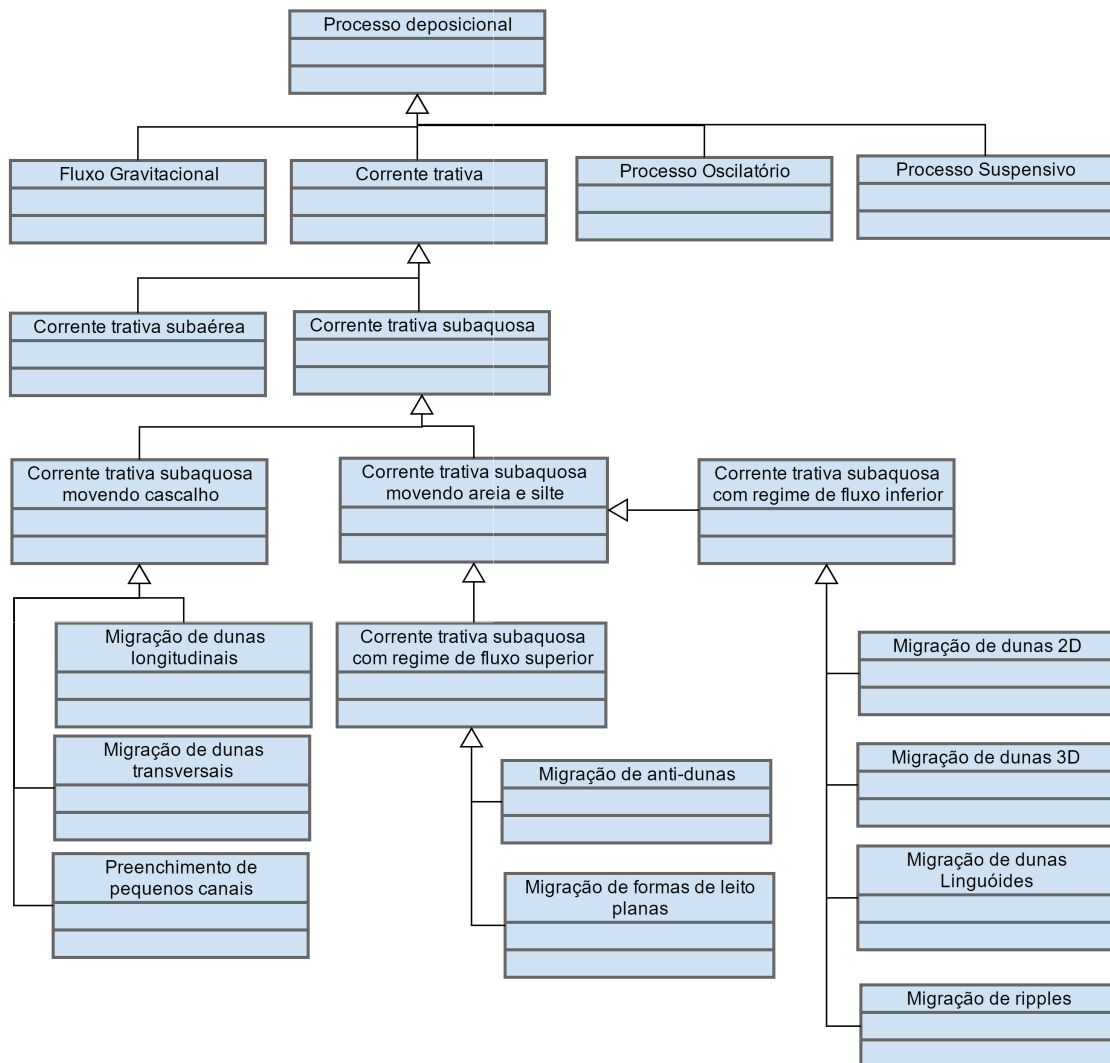 Processo deposicional
Fluxo Gravitacional
Corrente trativa
Processo Oscilatório
Processo Suspensivo
Corrente trativa subaérea
Corrente trativa subaquosa
Corrente trativa subaquosa
movendo cascalho
Corrente trativa subaquosa
movendo areia e silte
Corrente trativa subaquosa
com regime de fluxo inferior
Migração de dunas
longitudinais
Corrente trativa subaquosa
com regime de fluxo superior
Migração de dunas 2D
Migração de dunas
transversais
Migração de anti-dunas
Migração de dunas 3D
Preenchimento de
pequenos canais
Migração de formas de leito
planas
Migração de dunas
Linguóides
Migração de ripples